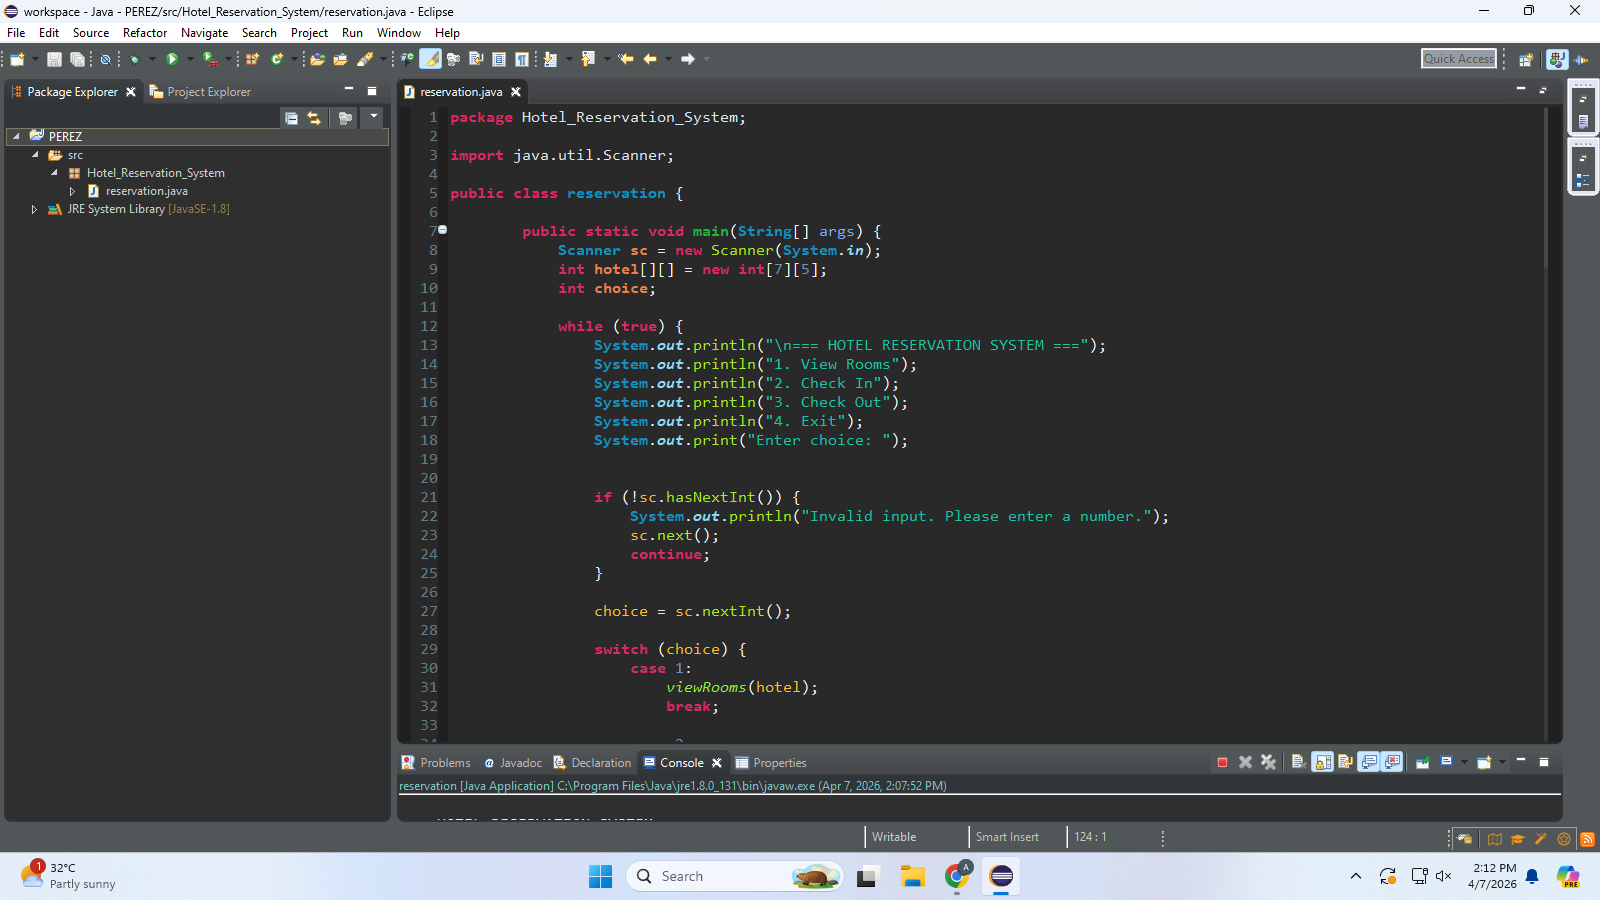 workspace - Java - PEREZ/src/Hotel_Reservation_System/reservation.java - Eclipse
File Edit Source Refactor Navigate Search Project Run Window Help
Quick Access
Package Explorer
Project Explorer
reservation.java
PEREZ
src
Hotel_Reservation_System
reservation.java
JRE System Library [JavaSE-1.8]
1 package Hotel_Reservation_System;
2
3 import java.util.Scanner;
4
5 public class reservation {
6
7 public static void main(String[] args) {
8 Scanner sc = new Scanner(System.in);
9 int hotel[][] = new int[7][5];
10 int choice;
11
12 while (true) {
13 System.out.println("\n=== HOTEL RESERVATION SYSTEM ===");
14 System.out.println("1. View Rooms");
15 System.out.println("2. Check In");
16 System.out.println("3. Check Out");
17 System.out.println("4. Exit");
18 System.out.print("Enter choice: ");
19
20
21 if (!sc.hasNextInt()) {
22 System.out.println("Invalid input. Please enter a number.");
23 sc.next();
24 continue;
25 }
26
27 choice = sc.nextInt();
28
29 switch (choice) {
30 case 1:
31 viewRooms(hotel);
32 break;
33
Problems
Javadoc
Declaration
Console
Properties
reservation [Java Application] C:\Program Files\Java\jre1.8.0_131\bin\javaw.exe (Apr 7, 2026, 2:07:52 PM)
Writable
Smart Insert
124 : 1
1
32°C
Partly sunny
Search
A
PRE
2:12 PM
4/7/2026